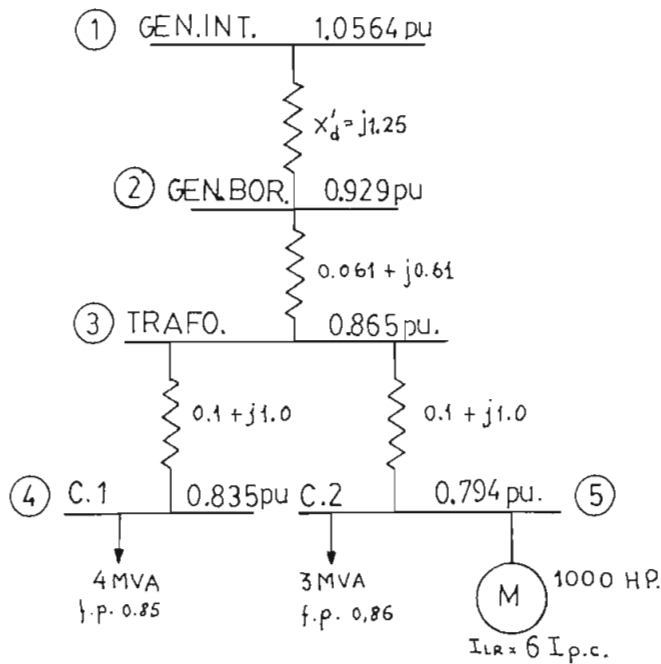 1 GEN.INT. 1.0564 pu
X'd = j1.25
2 GEN.BOR. 0.929 pu
0.061 + j0.61
3 TRAFO. 0.865 pu.
0.1 + j1.0 0.1 + j1.0
4 C.1 0.835 pu C.2 0.794 pu. 5
4 MVA
f.p. 0.85
3 MVA
f.p. 0,86
M 1000 HP.
ILR = 6 Ip.c.